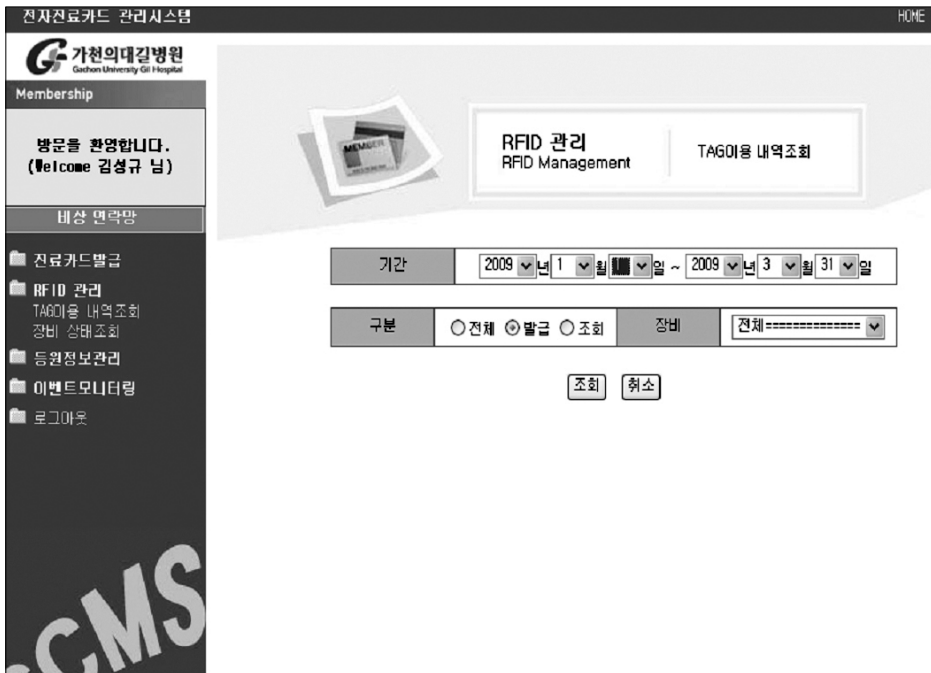 전자진료카드 관리시스템
HOME
가천의대길병원
Gachon University Gil Hospital
Membership
방문을 환영합니다.
(Welcome 김성규 님)
비상 연락망
진료카드발급
RFID 관리
TAG이용 내역조회
장비 상태조회
등원정보관리
이벤트모니터링
로그아웃
MEMBER
RFID 관리
RFID Management
TAG이용 내역조회
기간 2009 년 1 월 일 ~ 2009 년 3 월 31 일
구분 전체 발급 조회 장비 전체==============
조회 취소
CMS